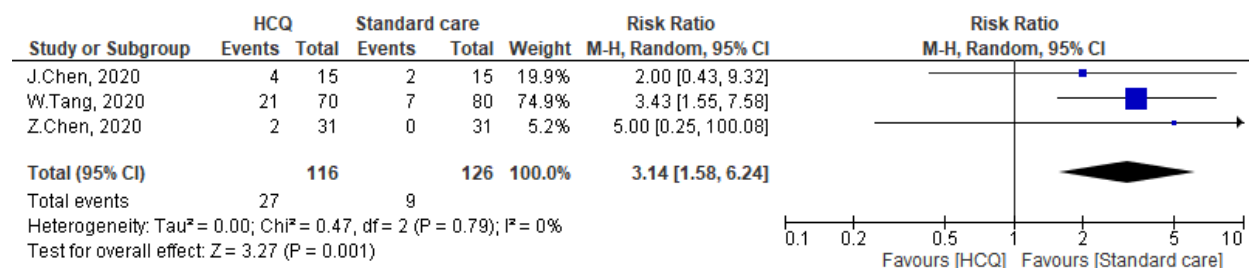 HCQ Standard care Risk Ratio Risk Ratio
Study or Subgroup Events Total Events Total Weight M-H, Random, 95% CI M-H, Random, 95% CI
J.Chen, 2020 4 15 2 15 19.9% 2.00 [0.43, 9.32]
W.Tang, 2020 21 70 7 80 74.9% 3.43 [1.55, 7.58]
Z.Chen, 2020 2 31 0 31 5.2% 5.00 [0.25, 100.08]
Total (95% CI) 116 126 100.0% 3.14 [1.58, 6.24]
Total events 27 9
Heterogeneity: Tau² = 0.00; Chi² = 0.47, df = 2 (P = 0.79); I² = 0%
Test for overall effect: Z = 3.27 (P = 0.001)
0.1 0.2 0.5 1 2 5 10
Favours [HCQ] Favours [Standard care]